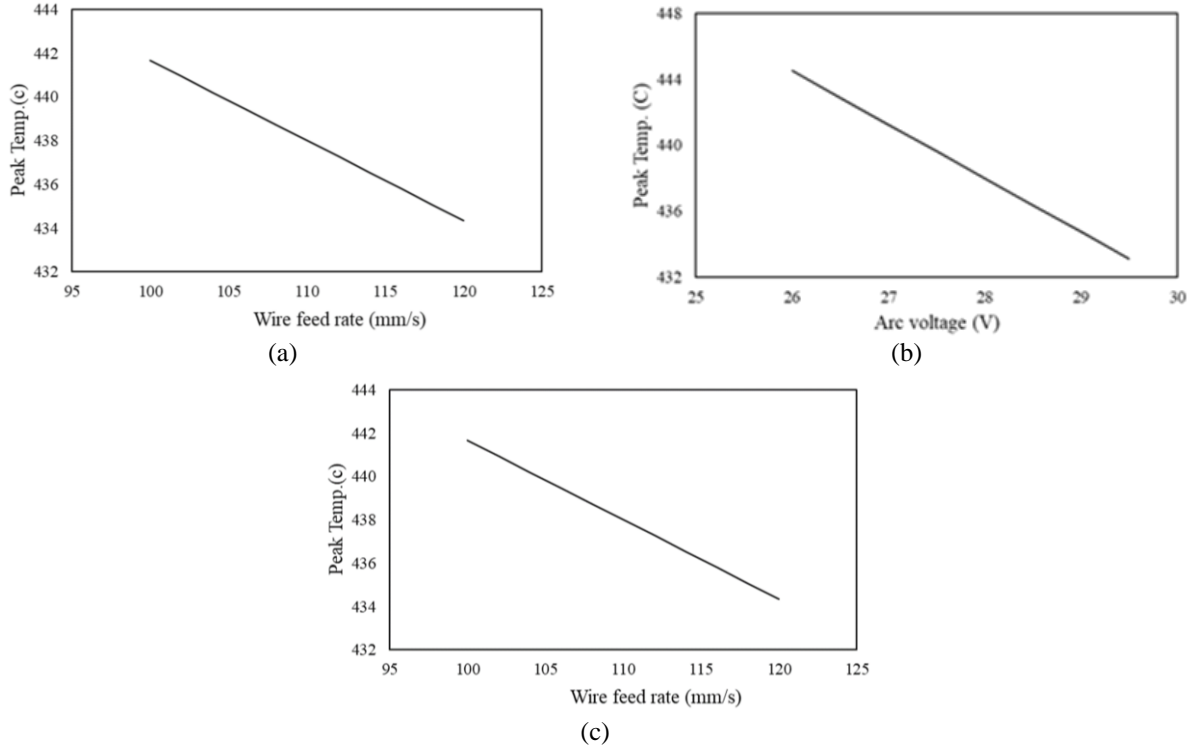 444
442
440
438
436
434
432
Peak Temp.(c)
95 100 105 110 115 120 125
Wire feed rate (mm/s)
(a)
448
444
440
436
432
Peak Temp. (C)
25 26 27 28 29 30
Arc voltage (V)
(b)
444
442
440
438
436
434
432
Peak Temp.(c)
95 100 105 110 115 120 125
Wire feed rate (mm/s)
(c)